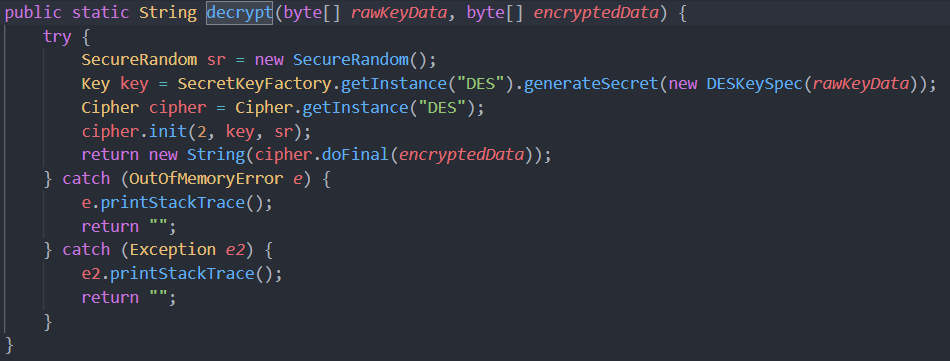 public static String decrypt(byte[] rawKeyData, byte[] encryptedData) {
    try {
        SecureRandom sr = new SecureRandom();
        Key key = SecretKeyFactory.getInstance("DES").generateSecret(new DESKeySpec(rawKeyData));
        Cipher cipher = Cipher.getInstance("DES");
        cipher.init(2, key, sr);
        return new String(cipher.doFinal(encryptedData));
    } catch (OutOfMemoryError e) {
        e.printStackTrace();
        return "";
    } catch (Exception e2) {
        e2.printStackTrace();
        return "";
    }
}